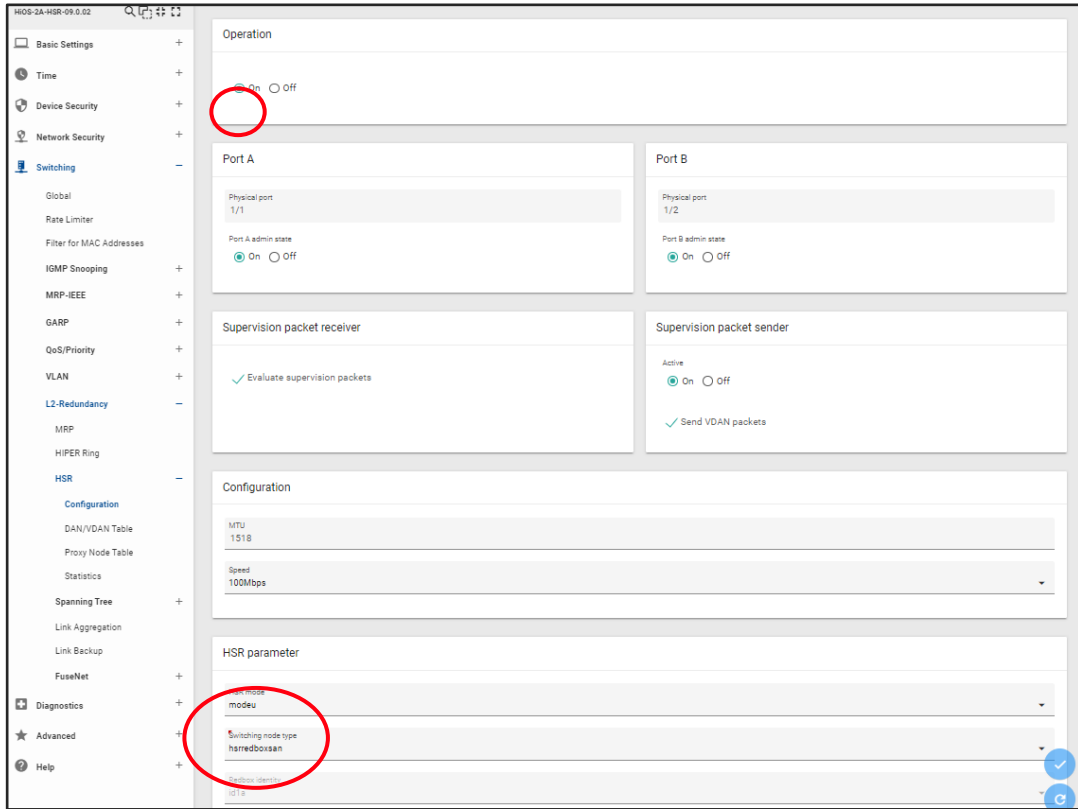 HiOS-2A-HSR-09.0.02
Basic Settings
Time
Device Security
Network Security
Switching
Global
Rate Limiter
Filter for MAC Addresses
IGMP Snooping
MRP-IEEE
GARP
QoS/Priority
VLAN
L2-Redundancy
MRP
HIPER Ring
HSR
Configuration
DAN/VDAN Table
Proxy Node Table
Statistics
Spanning Tree
Link Aggregation
Link Backup
FuseNet
Diagnostics
Advanced
Help
Operation
On Off
Port A
Physical port
1/1
Port A admin state
On Off
Port B
Physical port
1/2
Port B admin state
On Off
Supervision packet receiver
Evaluate supervision packets
Supervision packet sender
Active
On Off
Send VDAN packets
Configuration
MTU
1518
Speed
100Mbps
HSR parameter
HSR mode
modeu
Switching node type
hsrredboxsan
Redbox identity
id1a